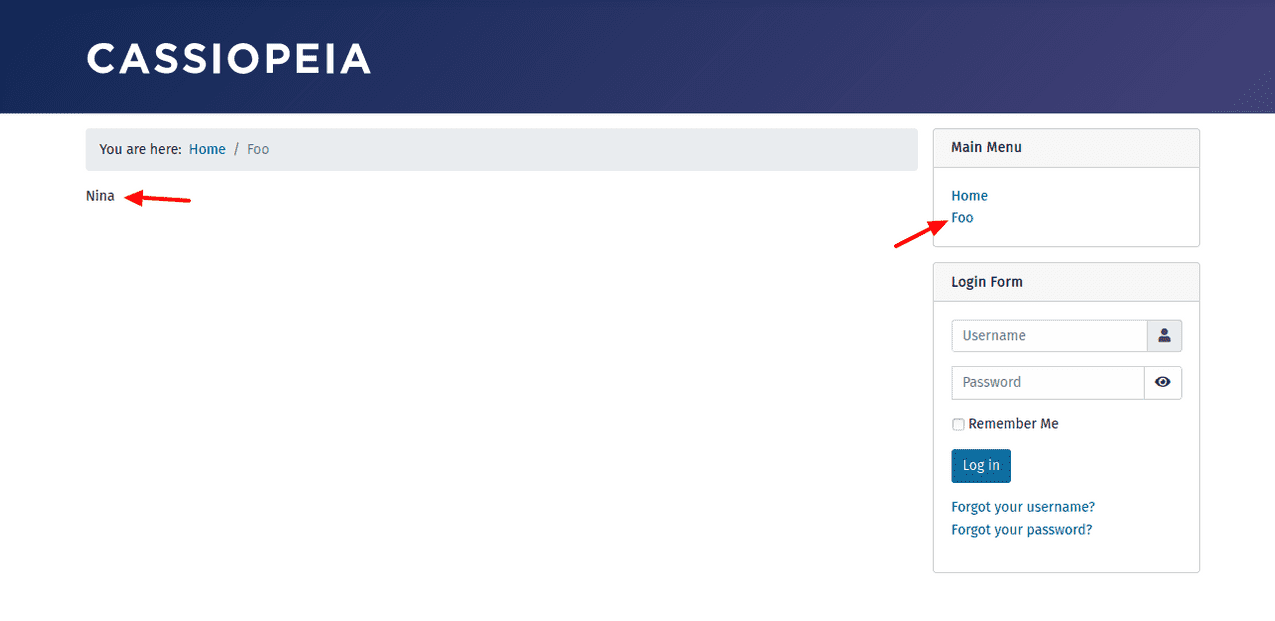 CASSIOPEIA
You are here: Home / Foo
Nina
Main Menu
Home
Foo
Login Form
Username
Password
Remember Me
Log in
Forgot your username?
Forgot your password?